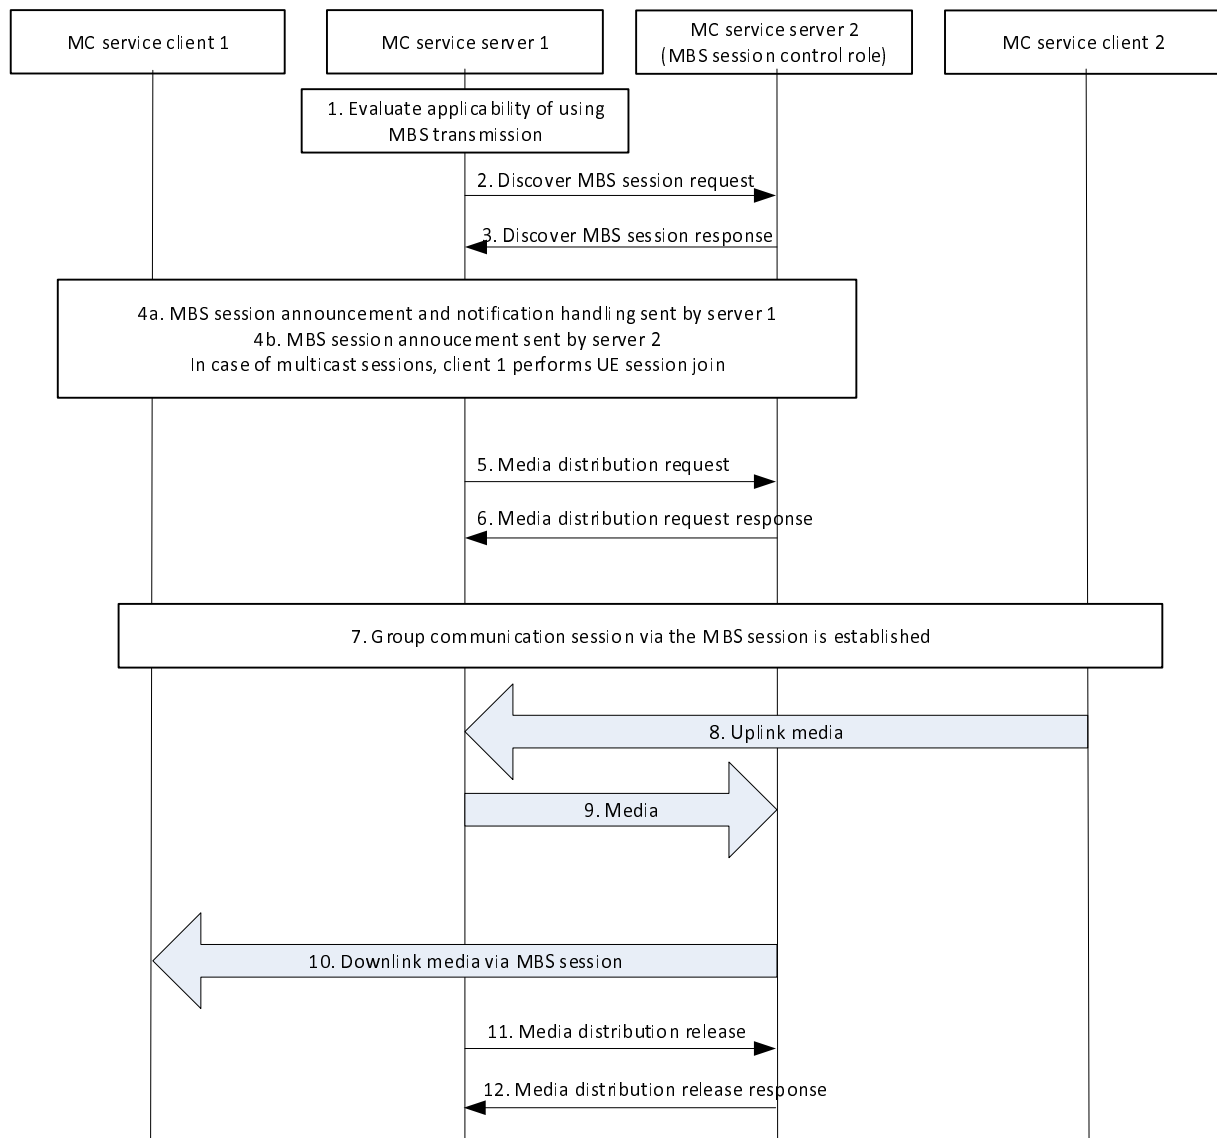 MC service client 1
MC service server 1
MC service server 2
(MBS session control role)
MC service client 2
1. Evaluate applicability of using
MBS transmission
2. Discover MBS session request
3. Discover MBS session response
4a. MBS session announcement and notification handling sent by server 1
4b. MBS session annoucement sent by server 2
In case of multicast sessions, client 1 performs UE session join
5. Media distribution request
6. Media distribution request response
7. Group communication session via the MBS session is established
8. Uplink media
9. Media
10. Downlink media via MBS session
11. Media distribution release
12. Media distribution release response